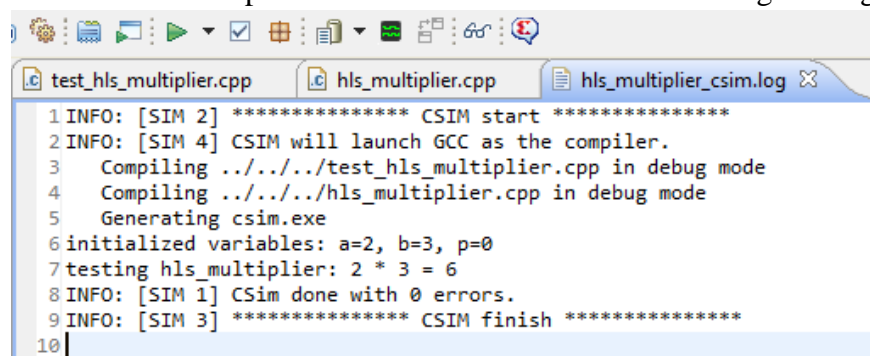 test_hls_multiplier.cpp hls_multiplier.cpp hls_multiplier_csim.log
1 INFO: [SIM 2] *************** CSIM start ***************
2 INFO: [SIM 4] CSIM will launch GCC as the compiler.
3 Compiling ../../../test_hls_multiplier.cpp in debug mode
4 Compiling ../../../hls_multiplier.cpp in debug mode
5 Generating csim.exe
6 initialized variables: a=2, b=3, p=0
7 testing hls_multiplier: 2 * 3 = 6
8 INFO: [SIM 1] CSim done with 0 errors.
9 INFO: [SIM 3] *************** CSIM finish ***************
10